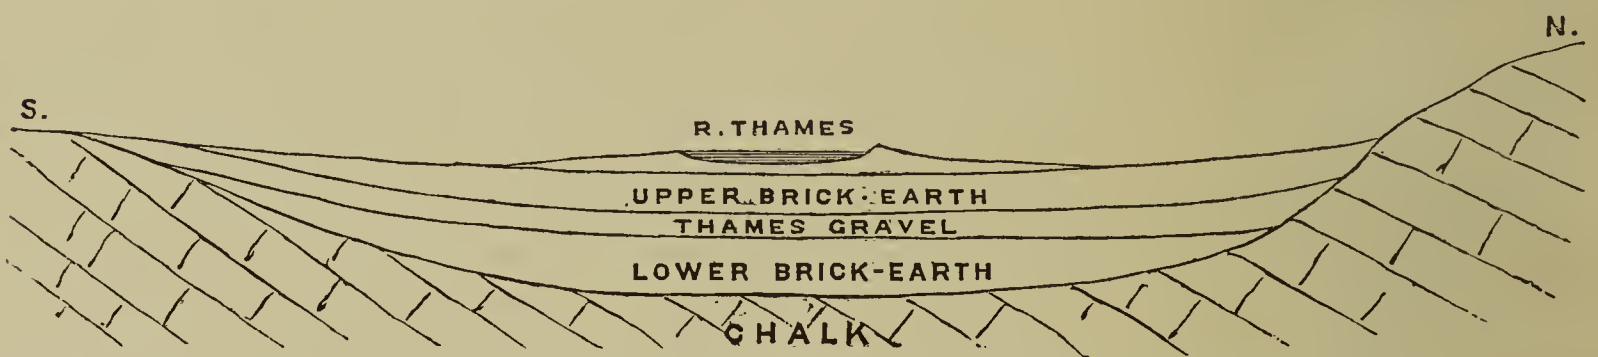 N.
S.
R. THAMES
UPPER BRICK-EARTH
THAMES GRAVEL
LOWER BRICK-EARTH
CHALK